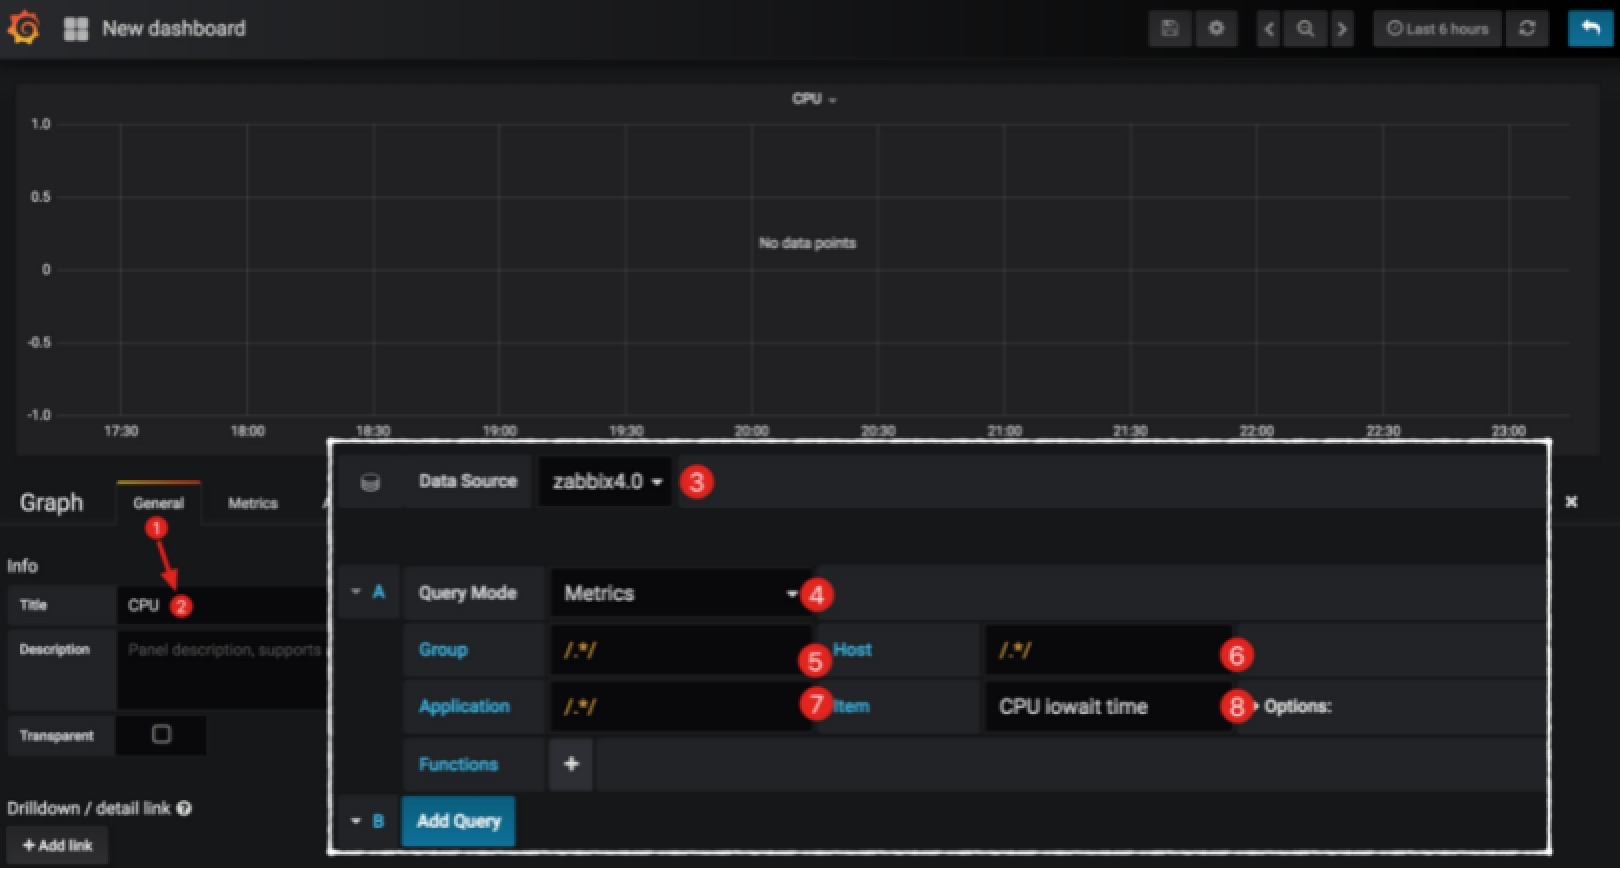 New dashboard
Last 6 hours
CPU
1.0
0.5
0
-0.5
-1.0
No data points
17:30 18:00 18:30 19:00 19:30 20:00 20:30 21:00 21:30 22:00 22:30 23:00
Graph General Metrics
1
Info
Title CPU 2
Description Panel description, supports
Transparent
Drilldown / detail link
+ Add link
Data Source zabbix4.0 3
A Query Mode Metrics 4
Group /.*/ 5 Host /.*/ 6
Application /.*/ 7 Item CPU iowait time 8 Options:
Functions +
B Add Query